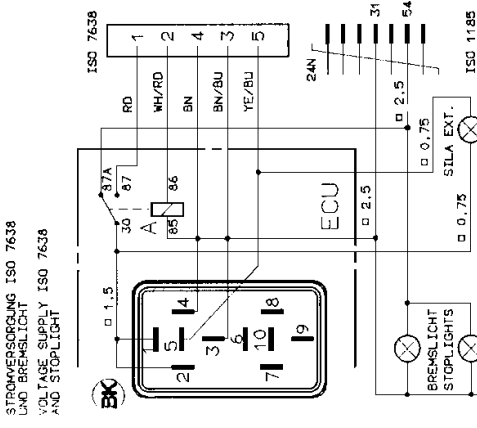 STROMVERSORGUNG ISO 7638
UND BREMSLICHT
VOLTAGE SUPPLY ISO 7638
AND STOPLIGHT
ISO 7638
1
2
4
3
5
RD
WH/RD
BN
BN/BU
YE/BU
87A
87
30
A
86
85
ECU
□ 1,5
□ 2,5
□ 2,5
□ 0,75
□ 0,75
24N
31
54
ISO 1185
SILA EXT.
BK
1
2
3
4
5
6
7
8
9
10
BREMSLICHT
STOPLIGHTS